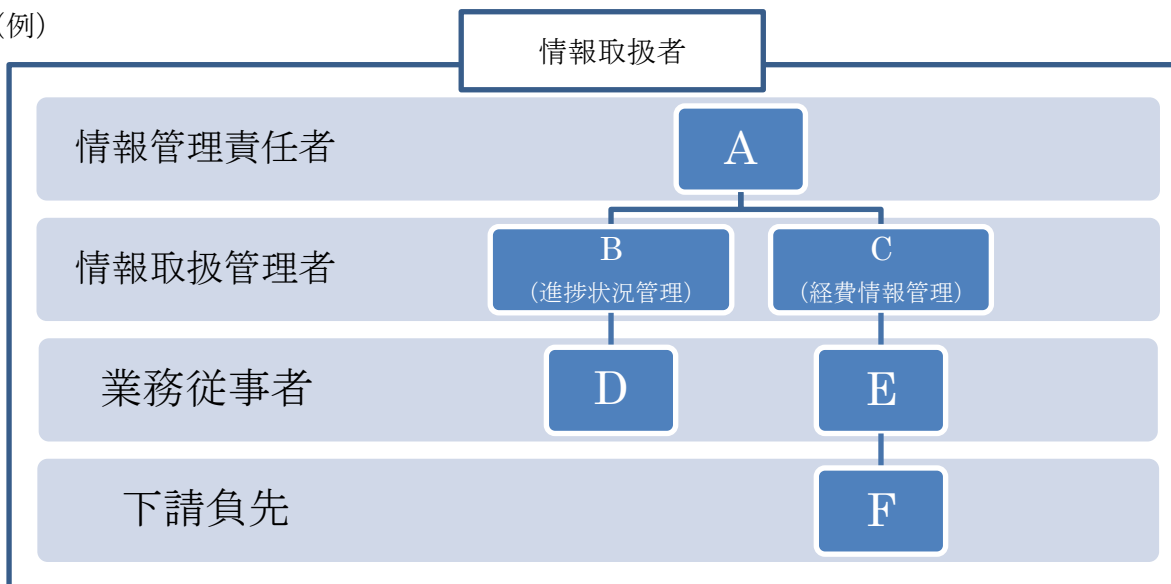 (例)
情報取扱者
情報管理責任者
A
情報取扱管理者
B
(進捗状況管理)
C
(経費情報管理)
業務従事者
D
E
下請負先
F